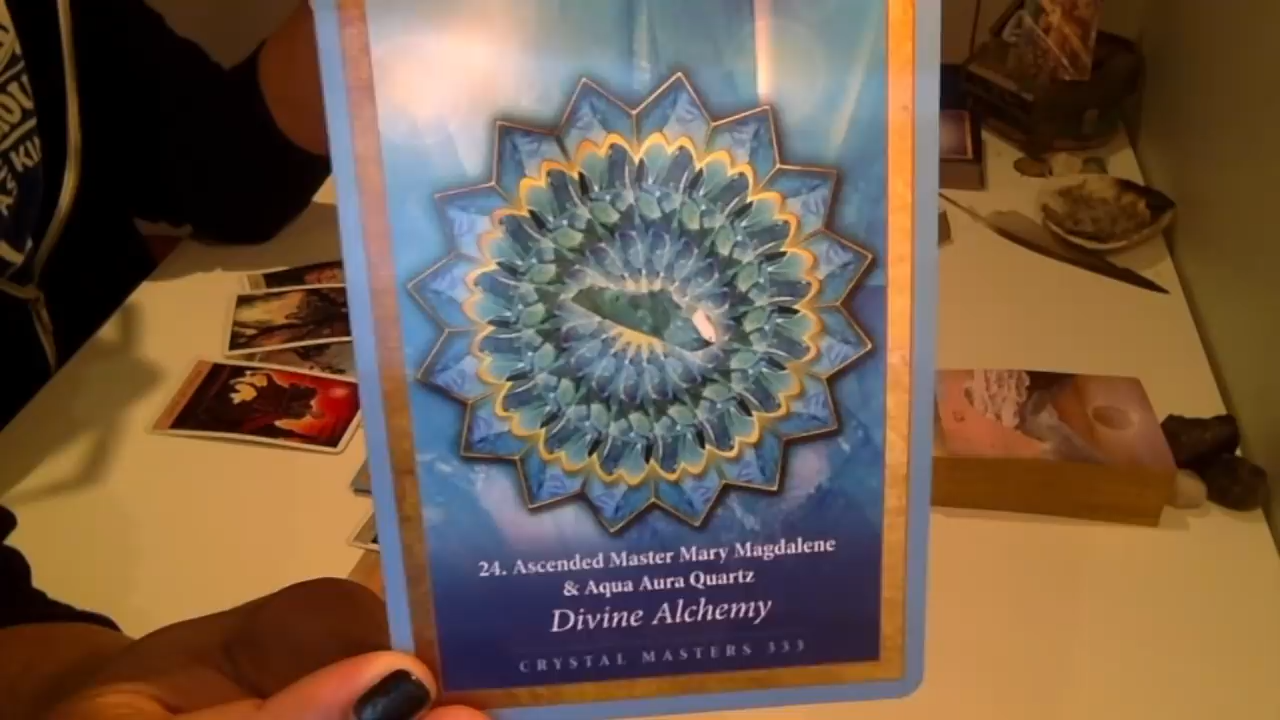 24. Ascended Master Mary Magdalene
& Aqua Aura Quartz
Divine Alchemy
CRYSTAL MASTERS 333